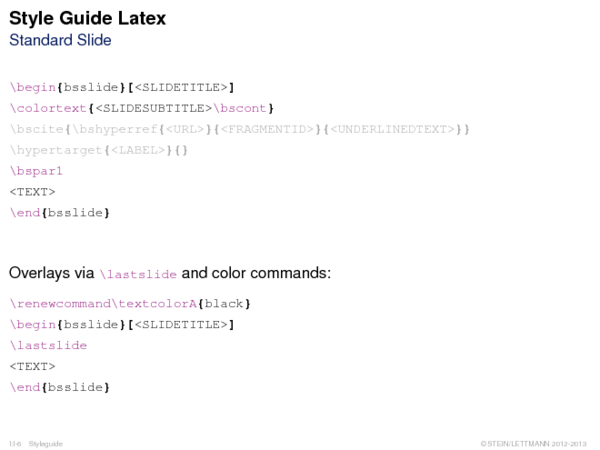 Style Guide Latex
Standard Slide
\begin{bsslide}[<SLIDETITLE>]
\colortext{<SLIDESUBTITLE>\bscont}
\bscite{\bshyperref{<URL>}{<FRAGMENTID>}{<UNDERLINEDTEXT>}}
\hypertarget{<LABEL>}{}
\bspar1
<TEXT>
\end{bsslide}
Overlays via \lastslide and color commands:
\renewcommand\textcolorA{black}
\begin{bsslide}[<SLIDETITLE>]
\lastslide
<TEXT>
\end{bsslide}
II-6 Styleguide © STEIN/LETTMANN 2012-2013